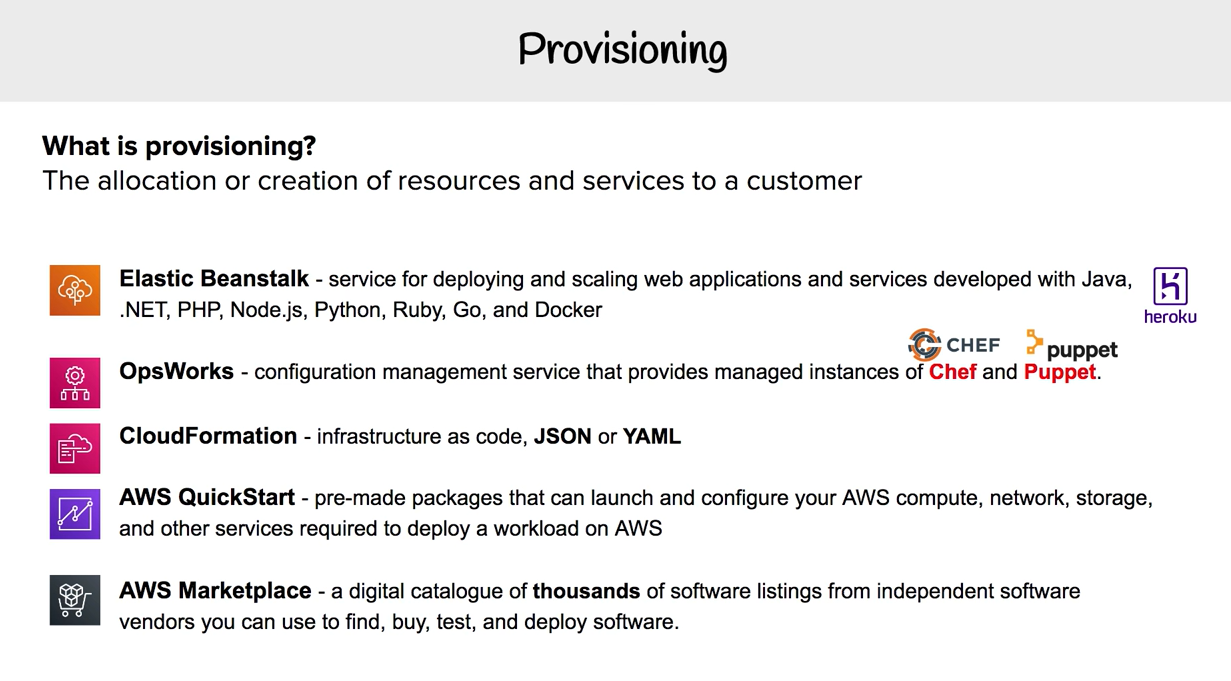 Provisioning
What is provisioning?
The allocation or creation of resources and services to a customer
Elastic Beanstalk - service for deploying and scaling web applications and services developed with Java,
.NET, PHP, Node.js, Python, Ruby, Go, and Docker
heroku
CHEF
puppet
OpsWorks - configuration management service that provides managed instances of Chef and Puppet.
CloudFormation - infrastructure as code, JSON or YAML
AWS QuickStart - pre-made packages that can launch and configure your AWS compute, network, storage,
and other services required to deploy a workload on AWS
AWS Marketplace - a digital catalogue of thousands of software listings from independent software
vendors you can use to find, buy, test, and deploy software.